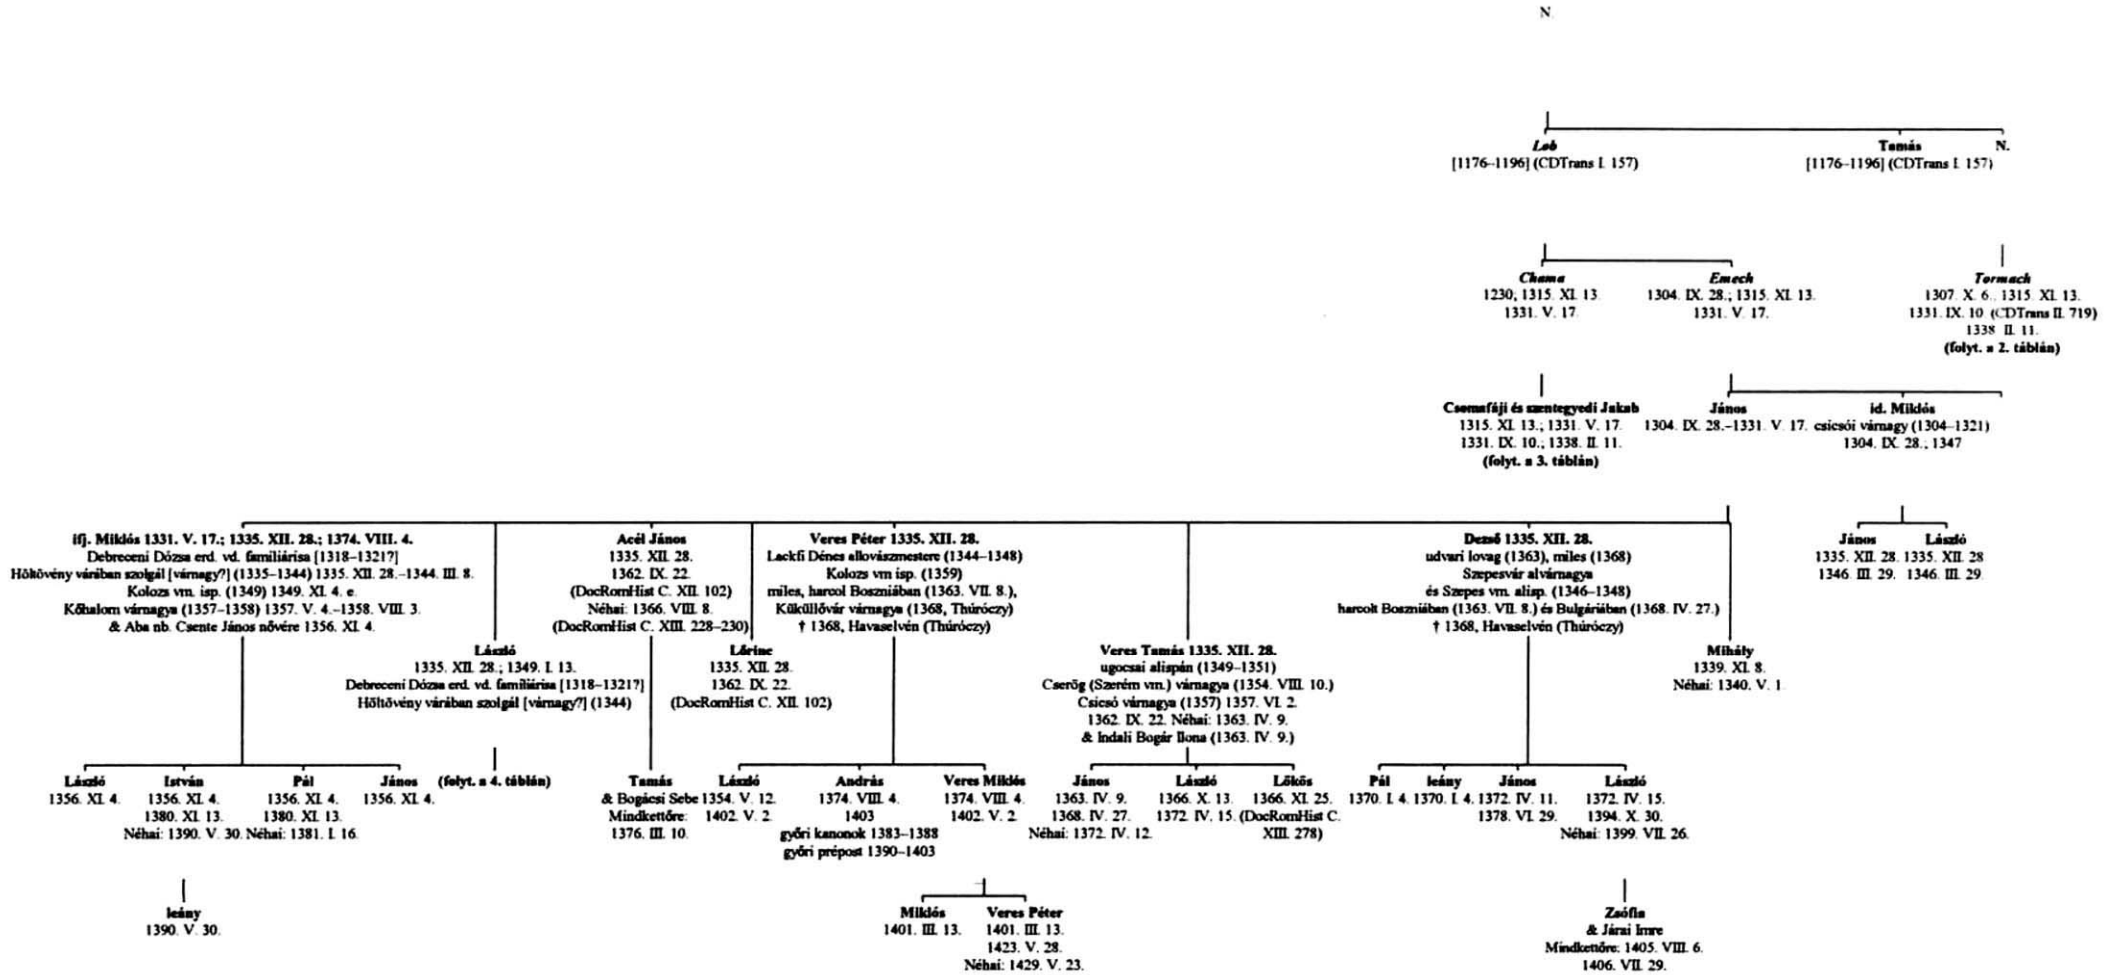 N.
Lob
[1176–1196] (CDTrans I. 157)
Tamás
[1176–1196] (CDTrans I. 157)
N.
Chama
1230; 1315. XI. 13.
1331. V. 17.
Emech
1304. IX. 28.; 1315. XI. 13.
1331. V. 17.
Tormach
1307. X. 6.. 1315. XI. 13.
1331. IX. 10 (CDTrans II. 719)
1338 II. 11.
(folyt. a 2. táblán)
Csomafáji és szentegyedi Jakab
1315. XI. 13.; 1331. V. 17.
1331. IX. 10.; 1338. II. 11.
(folyt. a 3. táblán)
János
1304. IX. 28.–1331. V. 17.
id. Miklós
csicsói várnagy (1304–1321)
1304. IX. 28.; 1347
ifj. Miklós 1331. V. 17.; 1335. XII. 28.; 1374. VIII. 4.
Debreceni Dózsa erd. vd. familiárisa [1318–1321?]
Höltövény várában szolgál [várnagy?] (1335–1344) 1335. XII. 28.–1344. III. 8.
Kolozs vm. isp. (1349) 1349. XI. 4. e.
Kőhalom várnagya (1357–1358) 1357. V. 4.–1358. VIII. 3.
& Aba nb. Csente János nővére 1356. XI. 4.
László
1335. XII. 28.; 1349. I. 13.
Debreceni Dózsa erd. vd. familiárisa [1318–1321?]
Höltövény várában szolgál [várnagy?] (1344)
Acél János
1335. XII. 28.
1362. IX. 22.
(DocRomHist C. XII. 102)
Néhai: 1366. VIII. 8.
(DocRomHist C. XIII. 228–230)
Lőrinc
1335. XII. 28.
1362. IX. 22.
(DocRomHist C. XII. 102)
Veres Péter 1335. XII. 28.
Lackfi Dénes allovászmestere (1344–1348)
Kolozs vm isp. (1359)
miles, harcol Boszniában (1363. VII. 8.),
Küküllővár várnagya (1368, Thúróczy)
† 1368, Havaselvén (Thúróczy)
Veres Tamás 1335. XII. 28.
ugocsai alispán (1349–1351)
Cserög (Szerém vm.) várnagya (1354. VIII. 10.)
Csicsó várnagya (1357) 1357. VI. 2.
1362. IX. 22. Néhai: 1363. IV. 9.
& Indali Bogár Ilona (1363. IV. 9.)
Dezső 1335. XII. 28.
udvari lovag (1363), miles (1368)
Szepesvár alvárnagya
és Szepes vm. alisp. (1346–1348)
harcolt Boszniában (1363. VII. 8.) és Bulgáriában (1368. IV. 27.)
† 1368, Havaselvén (Thúróczy)
Mihály
1339. XI. 8.
Néhai: 1340. V. 1.
János
1335. XII. 28.
1346. III. 29.
László
1335. XII. 28
1346. III. 29.
László
1356. XI. 4.
István
1356. XI. 4.
1380. XI. 13.
Néhai: 1390. V. 30.
Pál
1356. XI. 4.
1380. XI. 13.
Néhai: 1381. I. 16.
János
1356. XI. 4.
(folyt. a 4. táblán)
Tamás
& Bogácsi Sebe
Mindkettőre:
1376. III. 10.
László
1354. V. 12.
1402. V. 2.
András
1374. VIII. 4.
1403
győri kanonok 1383–1388
győri prépost 1390–1403
Veres Miklós
1374. VIII. 4.
1402. V. 2.
János
1363. IV. 9.
1368. IV. 27.
Néhai: 1372. IV. 12.
László
1366. X. 13.
1372. IV. 15.
Lökös
1366. XI. 25.
(DocRomHist C.
XIII. 278)
Pál
1370. I. 4.
leány
1370. I. 4.
János
1372. IV. 11.
1378. VI. 29.
László
1372. IV. 15.
1394. X. 30.
Néhai: 1399. VII. 26.
leány
1390. V. 30.
Miklós
1401. III. 13.
Veres Péter
1401. III. 13.
1423. V. 28.
Néhai: 1429. V. 23.
Zsófia
& Járai Imre
Mindkettőre: 1405. VIII. 6.
1406. VII. 29.